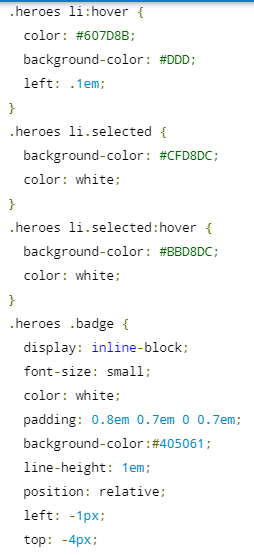 .heroes li:hover {
color: #607D8B;
background-color: #DDD;
left: .1em;
}
.heroes li.selected {
background-color: #CFD8DC;
color: white;
}
.heroes li.selected:hover {
background-color: #BBD8DC;
color: white;
}
.heroes .badge {
display: inline-block;
font-size: small;
color: white;
padding: 0.8em 0.7em 0 0.7em;
background-color:#405061;
line-height: 1em;
position: relative;
left: -1px;
top: -4px;